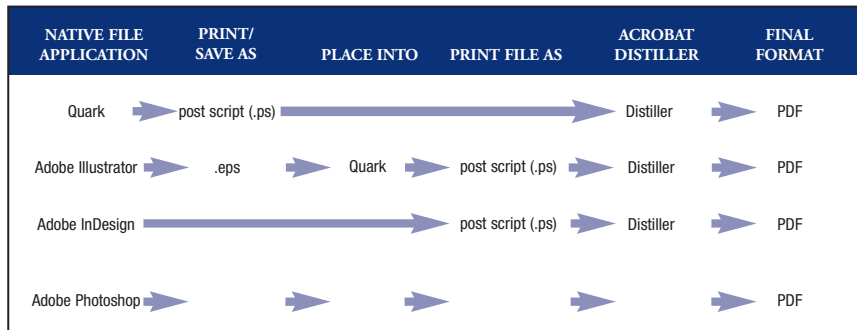 NATIVE FILE APPLICATION PRINT/ SAVE AS PLACE INTO PRINT FILE AS ACROBAT DISTILLER FINAL FORMAT
Quark post script (.ps) Distiller PDF
Adobe Illustrator .eps Quark post script (.ps) Distiller PDF
Adobe InDesign post script (.ps) Distiller PDF
Adobe Photoshop PDF